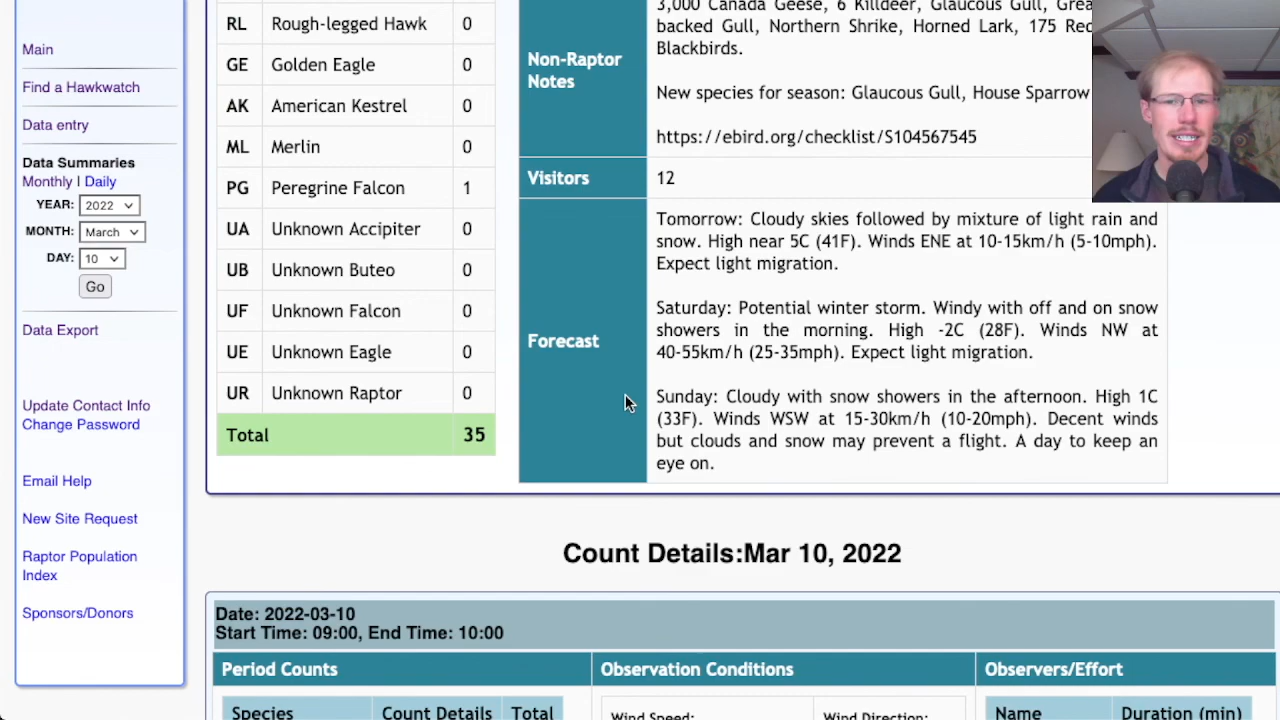 Main
Find a Hawkwatch
Data entry
Data Summaries
Monthly | Daily
YEAR: 2022
MONTH: March
DAY: 10
Go
Data Export
Update Contact Info
Change Password
Email Help
New Site Request
Raptor Population
Index
Sponsors/Donors
RL Rough-legged Hawk 0
GE Golden Eagle 0
AK American Kestrel 0
ML Merlin 0
PG Peregrine Falcon 1
UA Unknown Accipiter 0
UB Unknown Buteo 0
UF Unknown Falcon 0
UE Unknown Eagle 0
UR Unknown Raptor 0
Total 35
Non-Raptor
Notes
3,000 Canada Geese, 6 Killdeer, Glaucous Gull,
backed Gull, Northern Shrike, Horned Lark, 175
Blackbirds.
New species for season: Glaucous Gull, House Sparrow
https://ebird.org/checklist/S104567545
Visitors 12
Forecast
Tomorrow: Cloudy skies followed by mixture of light rain and
snow. High near 5C (41F). Winds ENE at 10-15km/h (5-10mph).
Expect light migration.
Saturday: Potential winter storm. Windy with off and on snow
showers in the morning. High -2C (28F). Winds NW at
40-55km/h (25-35mph). Expect light migration.
Sunday: Cloudy with snow showers in the afternoon. High 1C
(33F). Winds WSW at 15-30km/h (10-20mph). Decent winds
but clouds and snow may prevent a flight. A day to keep an
eye on.
Count Details:Mar 10, 2022
Date: 2022-03-10
Start Time: 09:00, End Time: 10:00
Period Counts Observation Conditions Observers/Effort
Species Count Details Total Wind Speed: Wind Direction: Name Duration (min)